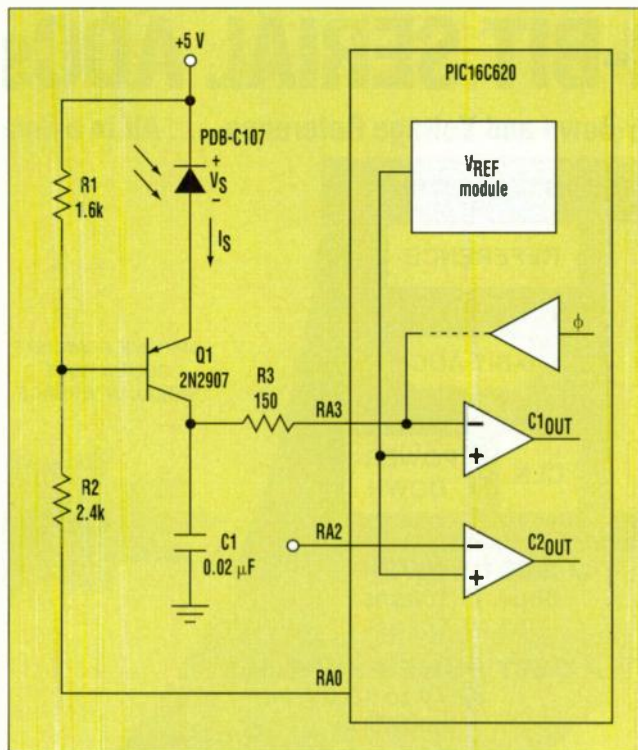 +5 V
PIC16C620
PDB-C107
+
VS
–
IS
R1
1.6k
VREF
module
ϕ
Q1
2N2907
R3
150
RA3
–
+
C1OUT
R2
2.4k
C1
0.02 µF
RA2
–
+
C2OUT
RA0